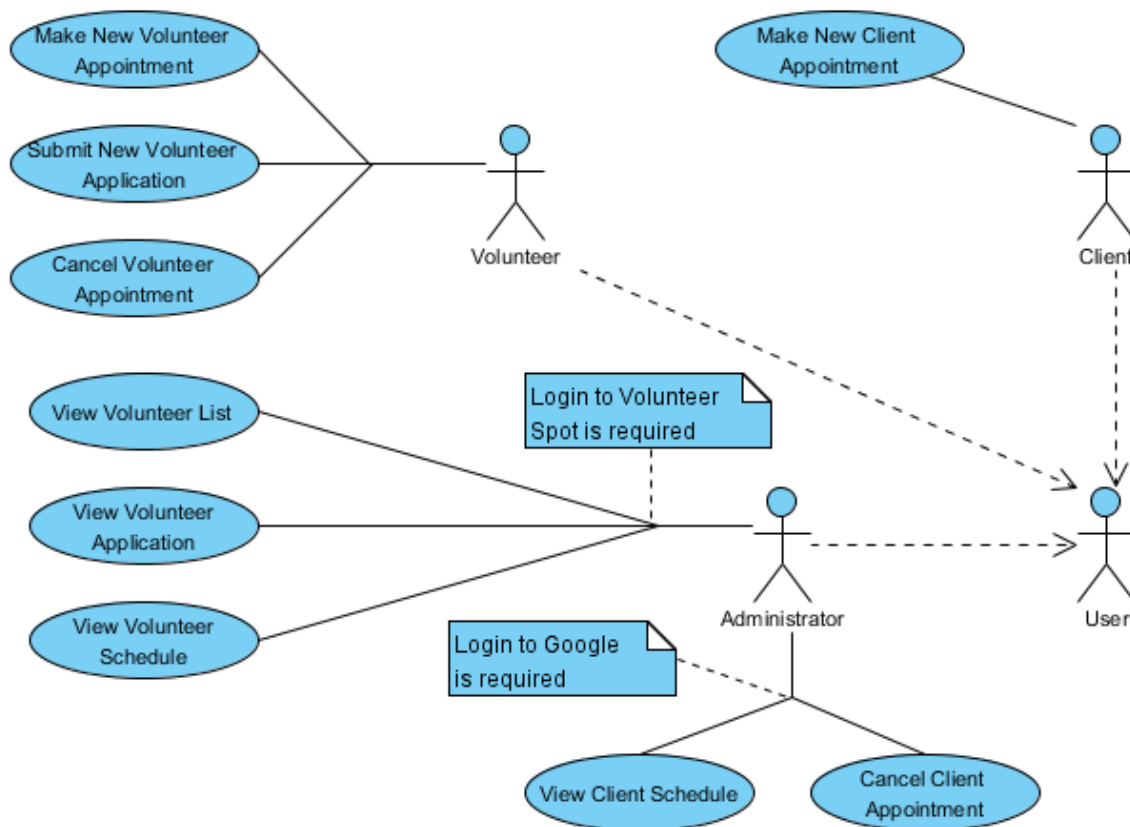 Make New Volunteer
Appointment
Make New Client
Appointment
Submit New Volunteer
Application
Volunteer
Client
Cancel Volunteer
Appointment
Login to Volunteer
Spot is required
View Volunteer List
View Volunteer
Application
Administrator
User
View Volunteer
Schedule
Login to Google
is required
View Client Schedule
Cancel Client
Appointment